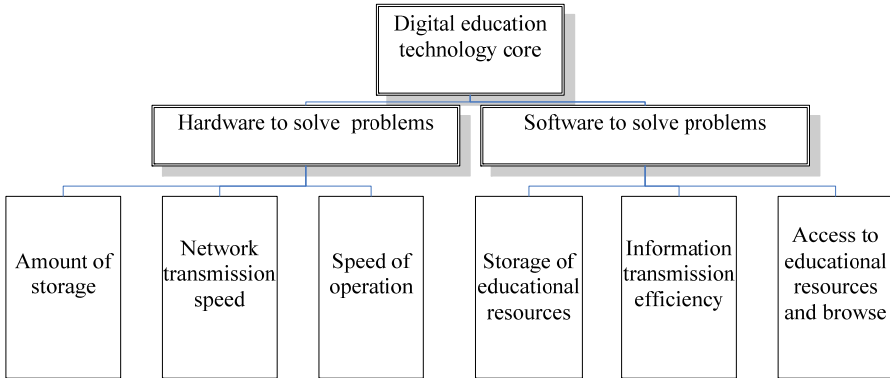 Digital education
technology core
Hardware to solve problems
Software to solve problems
Amount of
storage
Network
transmission
speed
Speed of
operation
Storage of
educational
resources
Information
transmission
efficiency
Access to
educational
resources
and browse